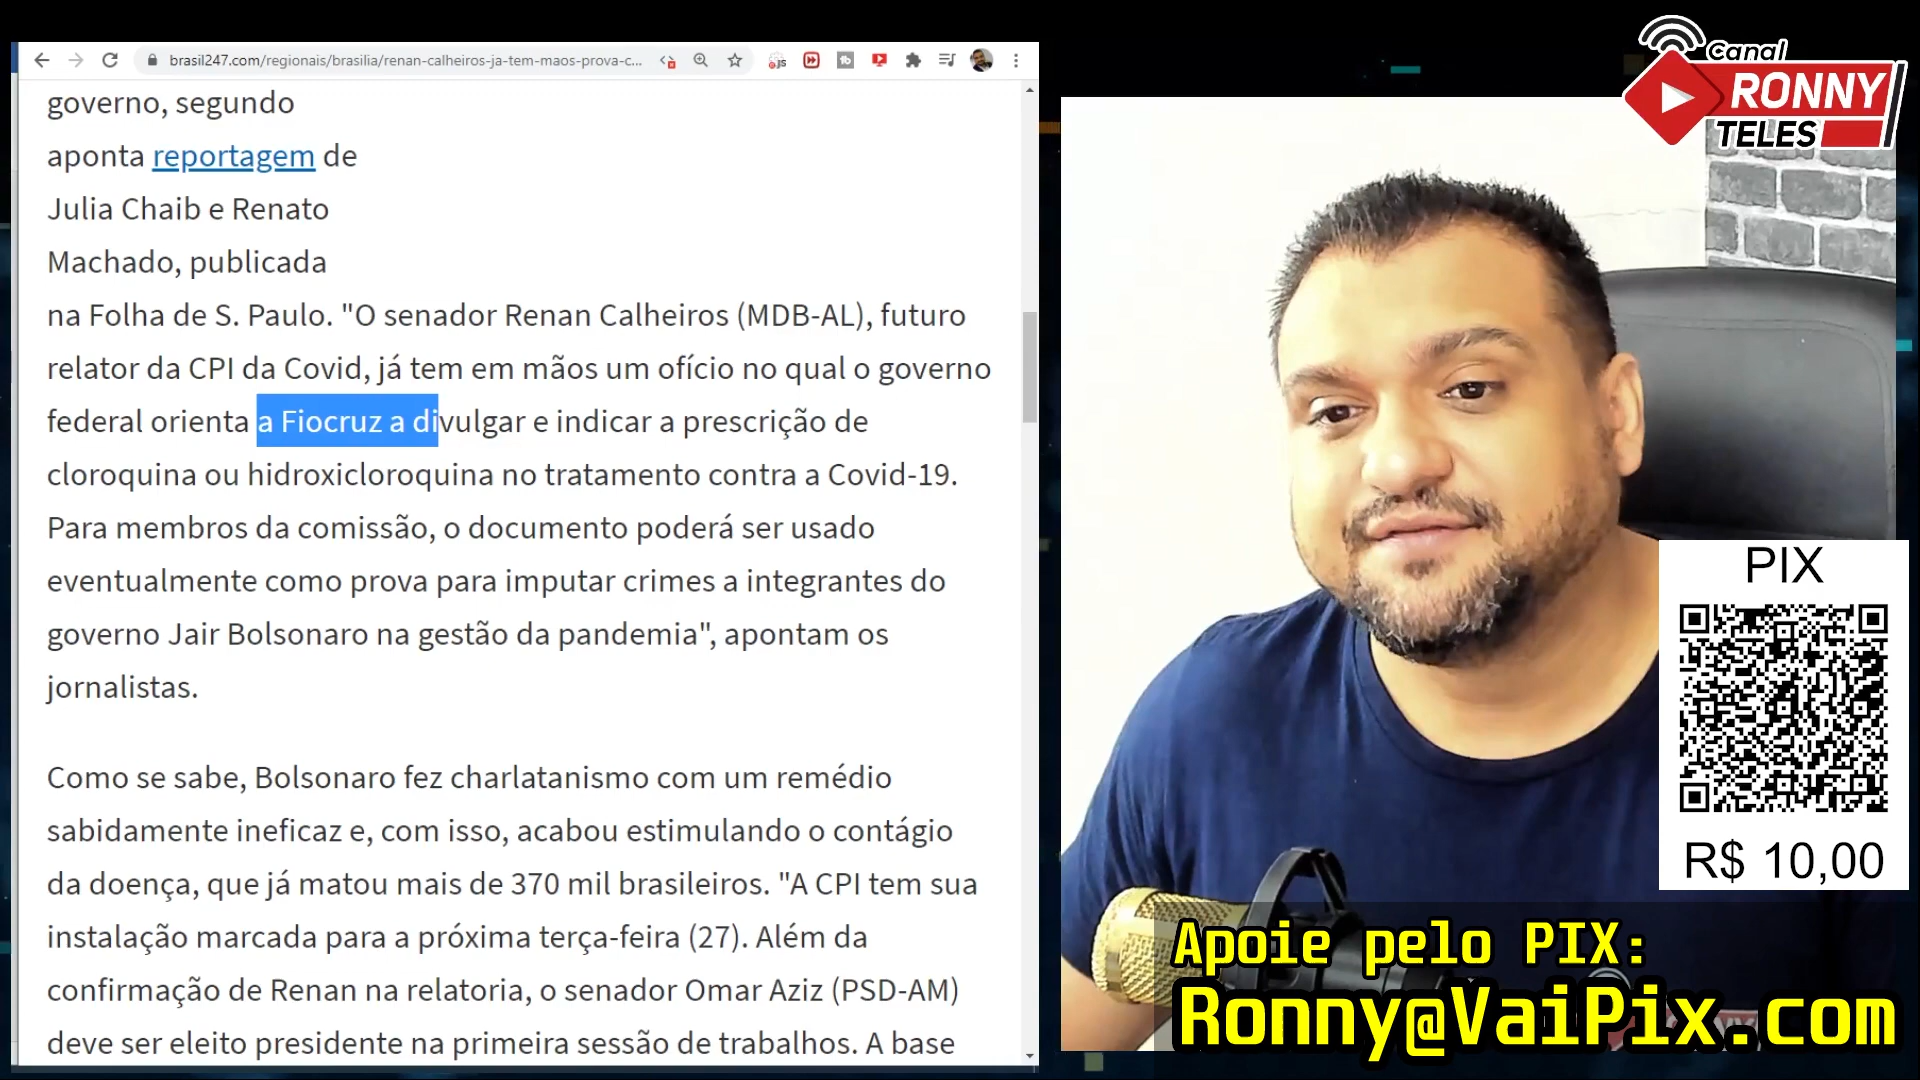 brasil247.com/regionais/brasilia/renan-calheiros-ja-tem-maos-prova-c...
governo, segundo
aponta reportagem de
Julia Chaib e Renato
Machado, publicada
na Folha de S. Paulo. "O senador Renan Calheiros (MDB-AL), futuro
relator da CPI da Covid, já tem em mãos um ofício no qual o governo
federal orienta a Fiocruz a divulgar e indicar a prescrição de
cloroquina ou hidroxicloroquina no tratamento contra a Covid-19.
Para membros da comissão, o documento poderá ser usado
eventualmente como prova para imputar crimes a integrantes do
governo Jair Bolsonaro na gestão da pandemia", apontam os
jornalistas.
Como se sabe, Bolsonaro fez charlatanismo com um remédio
sabidamente ineficaz e, com isso, acabou estimulando o contágio
da doença, que já matou mais de 370 mil brasileiros. "A CPI tem sua
instalação marcada para a próxima terça-feira (27). Além da
confirmação de Renan na relatoria, o senador Omar Aziz (PSD-AM)
deve ser eleito presidente na primeira sessão de trabalhos. A base
Canal
RONNY
TELES
PIX
R$ 10,00
Apoie pelo PIX:
Ronny@VaiPix.com